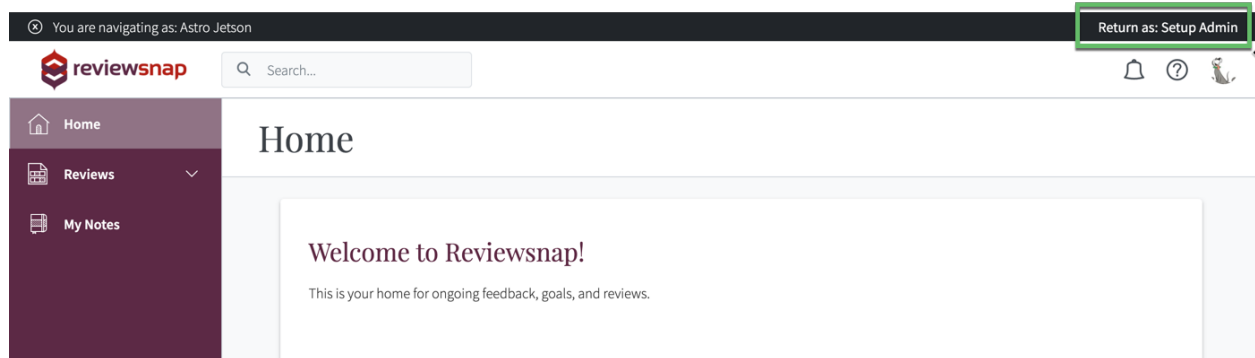 You are navigating as: Astro Jetson
Return as: Setup Admin
reviewsnap
Search...
Home
Home
Reviews
My Notes
Welcome to Reviewsnap!
This is your home for ongoing feedback, goals, and reviews.